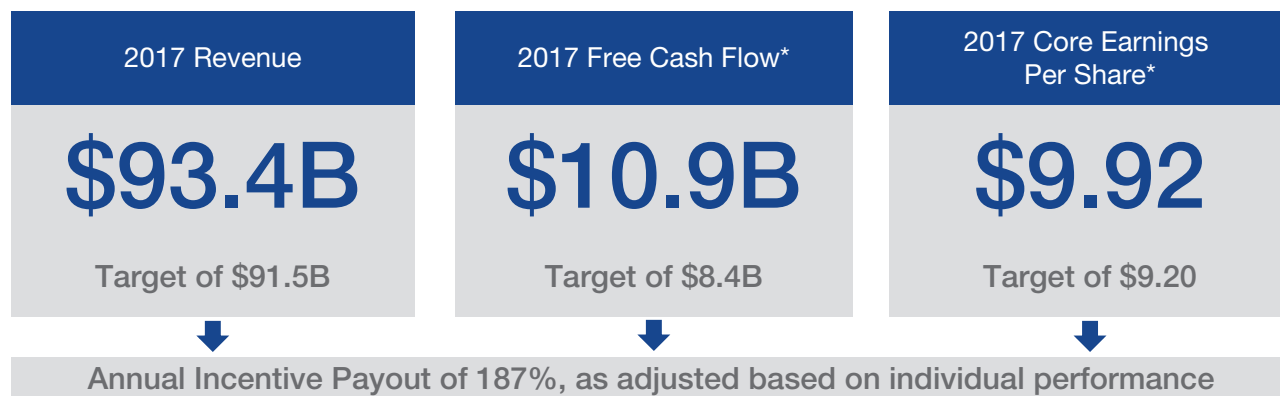 2017 Revenue
$93.4B
Target of $91.5B
2017 Free Cash Flow*
$10.9B
Target of $8.4B
2017 Core Earnings
Per Share*
$9.92
Target of $9.20
Annual Incentive Payout of 187%, as adjusted based on individual performance